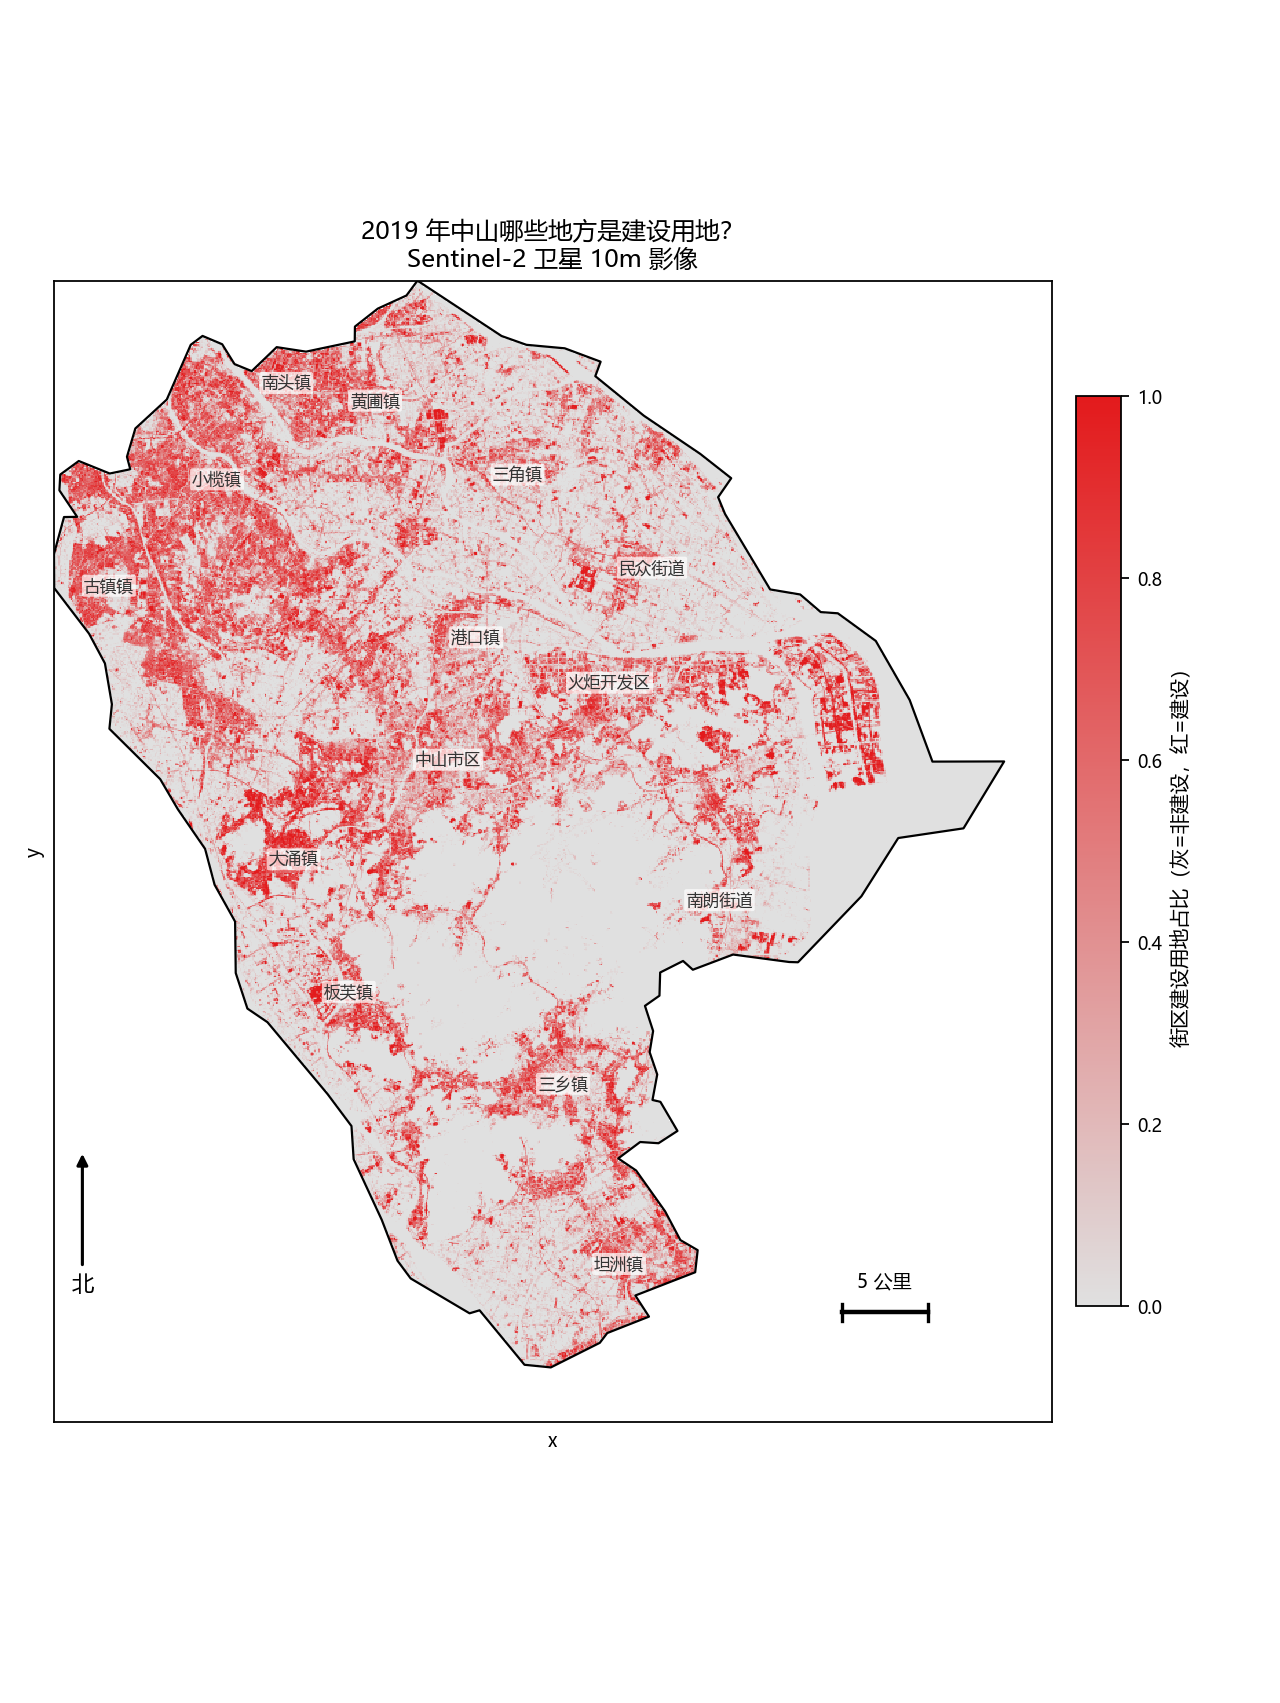 2019 年中山哪些地方是建设用地？
Sentinel-2 卫星 10m 影像
南头镇
黄圃镇
三角镇
小榄镇
民众街道
古镇镇
港口镇
火炬开发区
中山市区
大涌镇
南朗街道
板芙镇
三乡镇
坦洲镇
北
5 公里
y
x
1.0
0.8
0.6
0.4
0.2
0.0
街区建设用地占比（灰=非建设，红=建设）